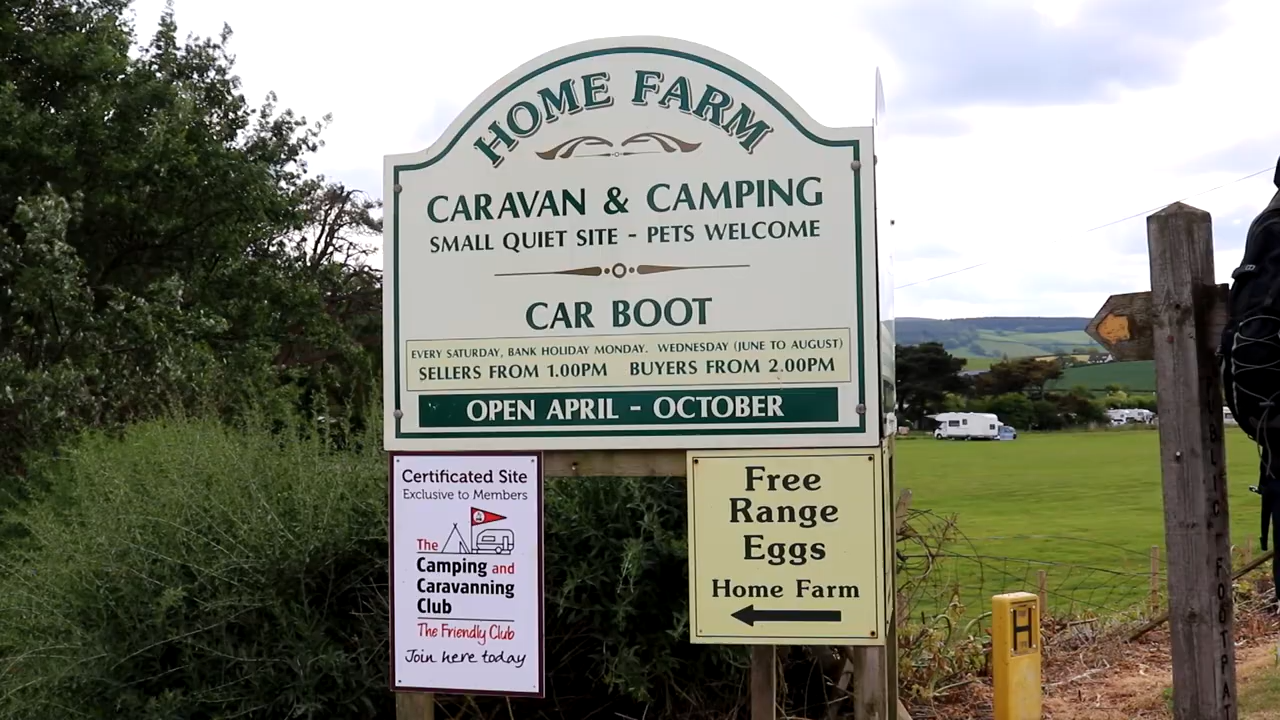 HOME FARM
CARAVAN & CAMPING
SMALL QUIET SITE - PETS WELCOME
CAR BOOT
EVERY SATURDAY, BANK HOLIDAY MONDAY. WEDNESDAY (JUNE TO AUGUST)
SELLERS FROM 1.00PM BUYERS FROM 2.00PM
OPEN APRIL - OCTOBER
Certificated Site
Exclusive to Members
The
Camping and
Caravanning
Club
The Friendly Club
Join here today
Free
Range
Eggs
Home Farm
H
PUBLIC FOOTPA